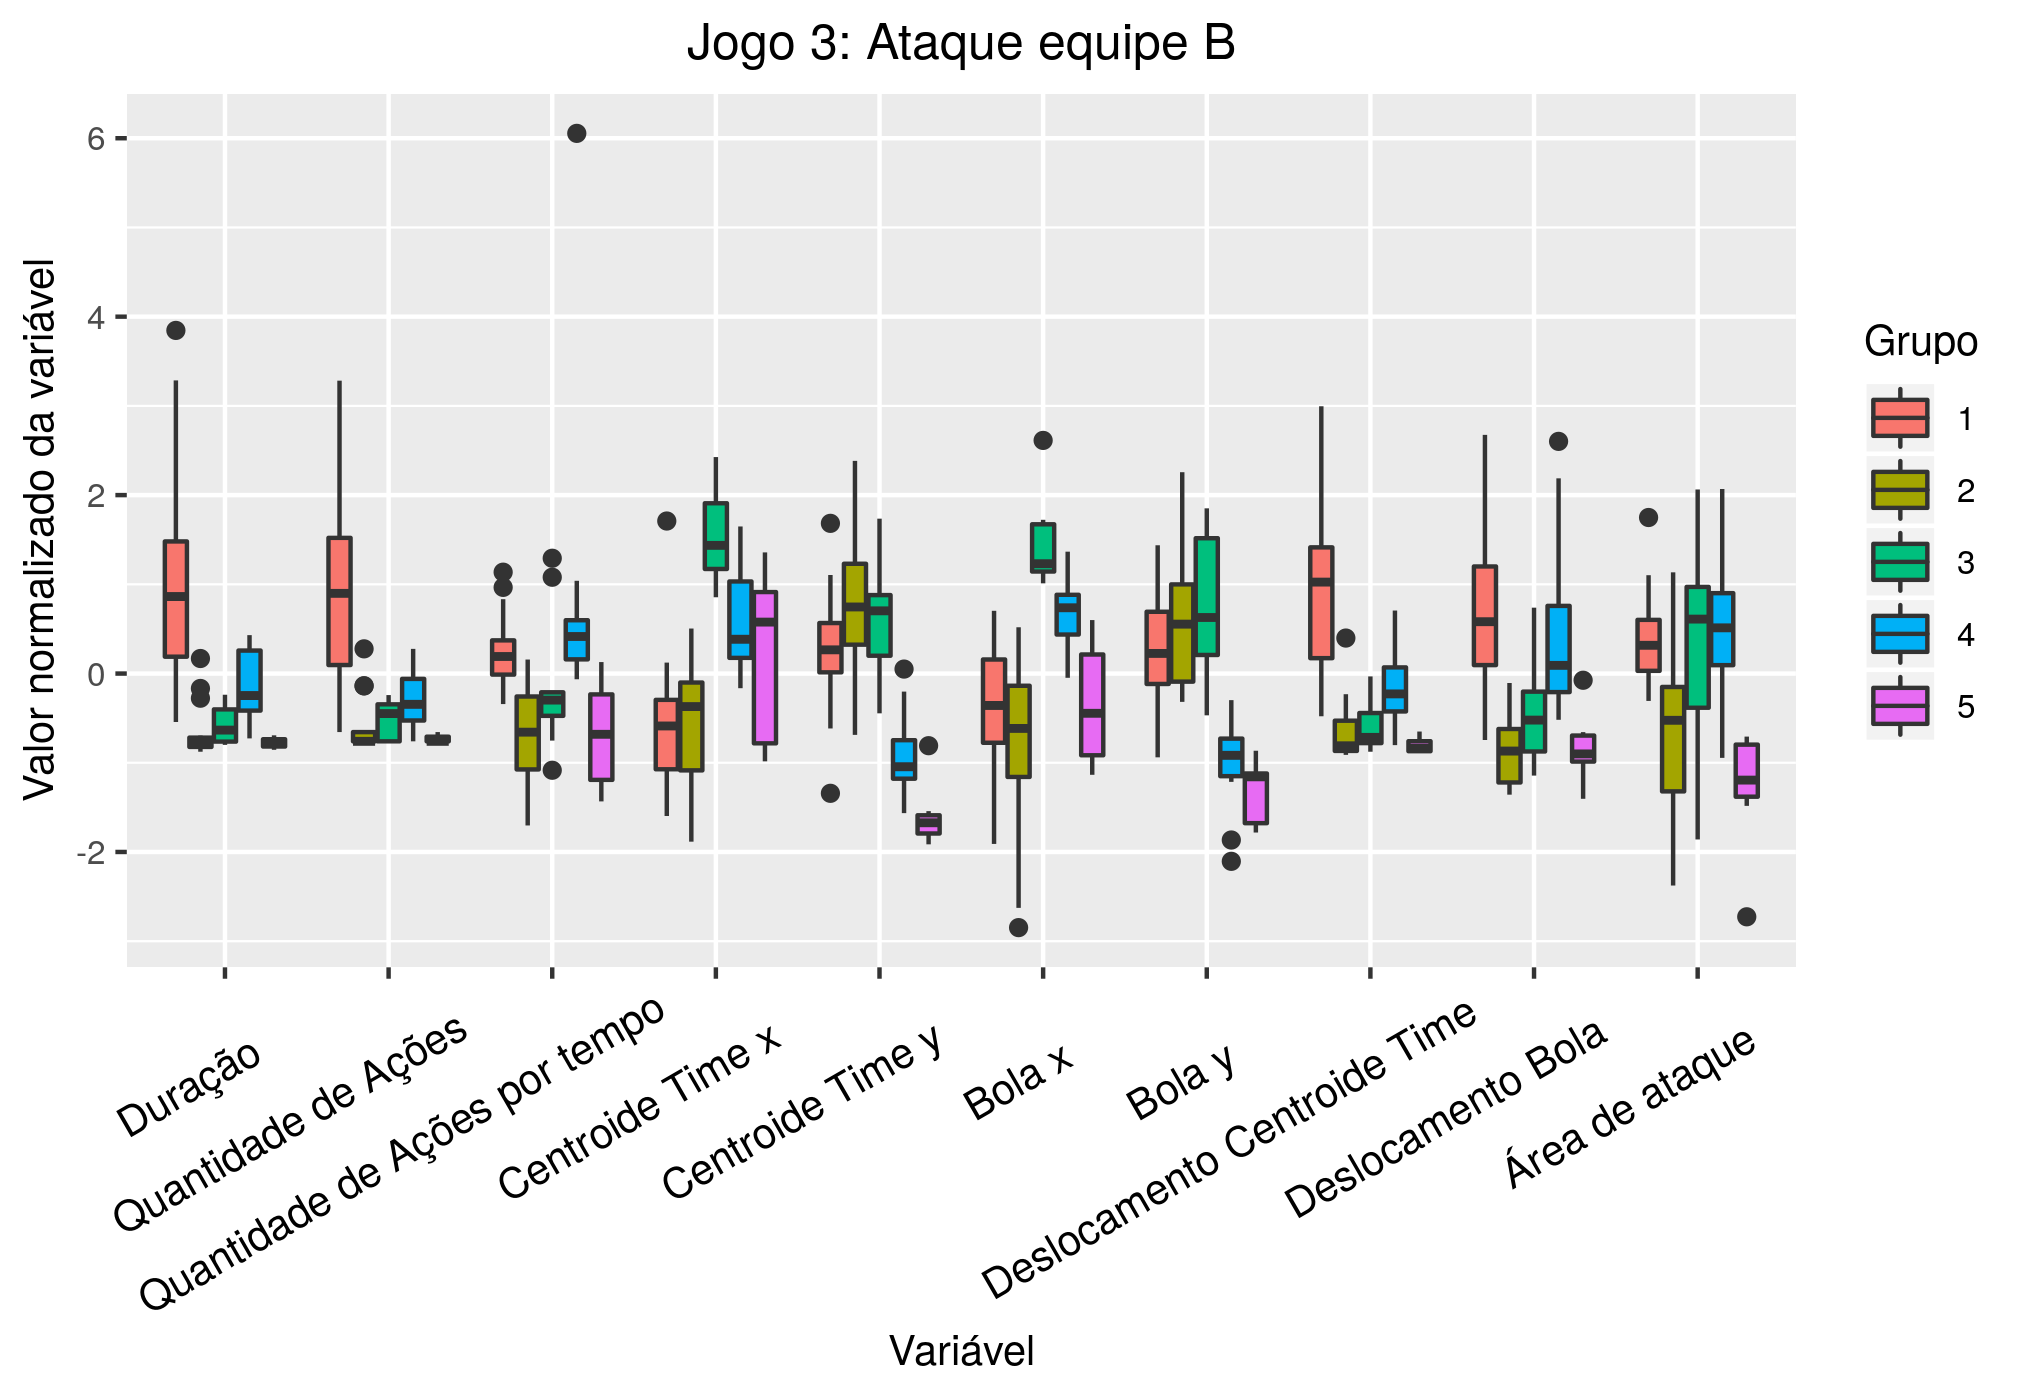 Jogo 3: Ataque equipe B
Valor normalizado da variável
6
4
2
0
-2
Duração
Quantidade de Ações
Quantidade de Ações por tempo
Centroide Time x
Centroide Time y
Bola x
Bola y
Deslocamento Centroide Time
Deslocamento Bola
Área de ataque
Variável
Grupo
1
2
3
4
5